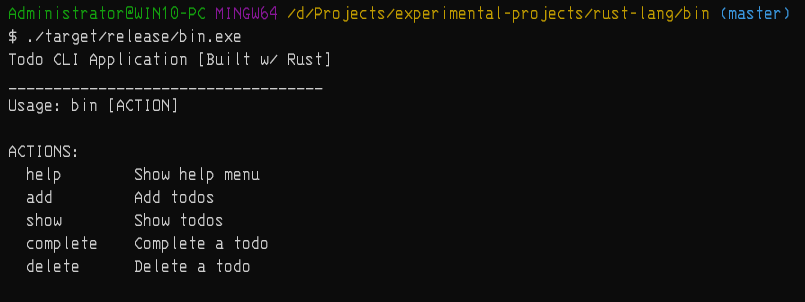 Administrator@WIN10-PC MINGW64 /d/Projects/experimental-projects/rust-lang/bin (master)
$ ./target/release/bin.exe
Todo CLI Application [Built w/ Rust]
___________________________________
Usage: bin [ACTION]

ACTIONS:
  help        Show help menu
  add         Add todos
  show        Show todos
  complete    Complete a todo
  delete      Delete a todo